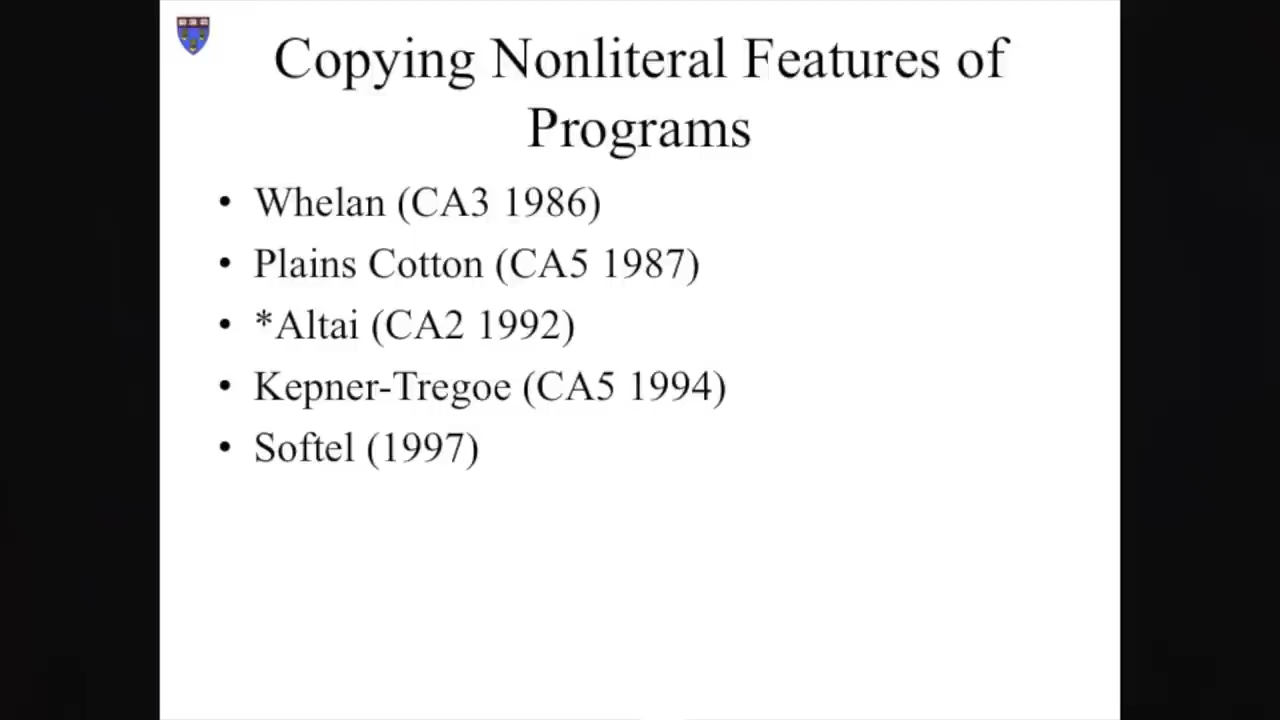 Copying Nonliteral Features of
Programs
• Whelan (CA3 1986)
• Plains Cotton (CA5 1987)
• *Altai (CA2 1992)
• Kepner-Tregoe (CA5 1994)
• Softel (1997)